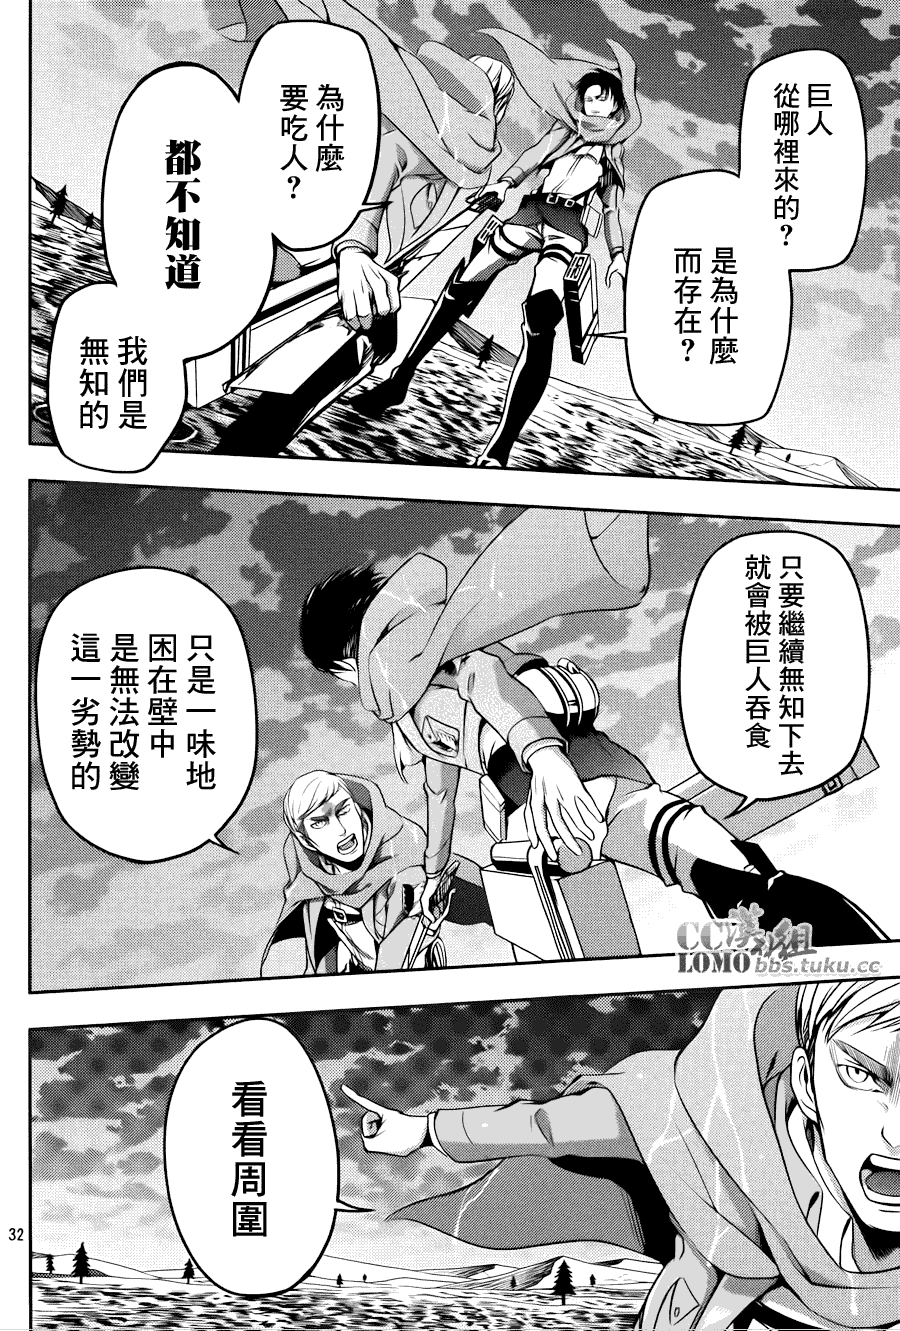 巨人
從哪裡來的?
是為什麼
而存在?
為什麼
要吃人?
都不知道
我們是
無知的
只要繼續無知下去
就會被巨人吞食
只是一味地
困在壁中
是無法改變
這一劣勢的
CC漢化組
LOMO
bbs.tuku.cc
看看周圍
32